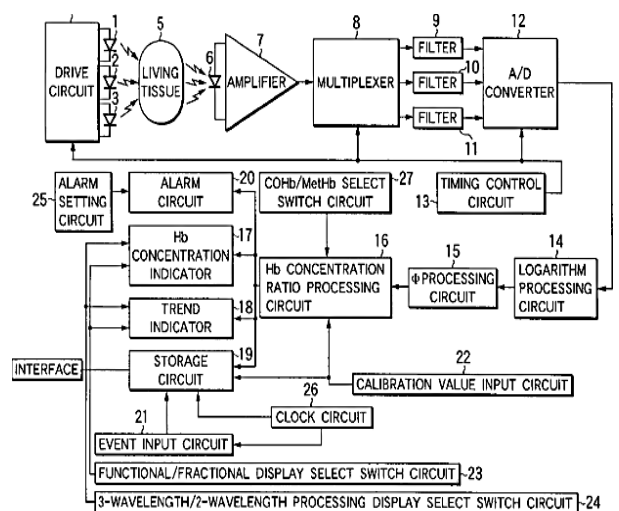 8
9
12
1
5
7
FILTER
DRIVE
CIRCUIT
2
3
LIVING
TISSUE
6
AMPLIFIER
MULTIPLEXER
FILTER
10
A/D
CONVERTER
FILTER
11
25
ALARM
SETTING
CIRCUIT
20
ALARM
CIRCUIT
COHb/MetHb SELECT
SWITCH CIRCUIT
27
13
TIMING CONTROL
CIRCUIT
17
Hb
CONCENTRATION
INDICATOR
16
Hb CONCENTRATION
RATIO PROCESSING
CIRCUIT
15
ΦPROCESSING
CIRCUIT
14
LOGARITHM
PROCESSING
CIRCUIT
TREND
INDICATOR
18
19
INTERFACE
STORAGE
CIRCUIT
22
CALIBRATION VALUE INPUT CIRCUIT
26
CLOCK CIRCUIT
21
EVENT INPUT CIRCUIT
FUNCTIONAL/FRACTIONAL DISPLAY SELECT SWITCH CIRCUIT 23
3-WAVELENGTH/2-WAVELENGTH PROCESSING DISPLAY SELECT SWITCH CIRCUIT 24